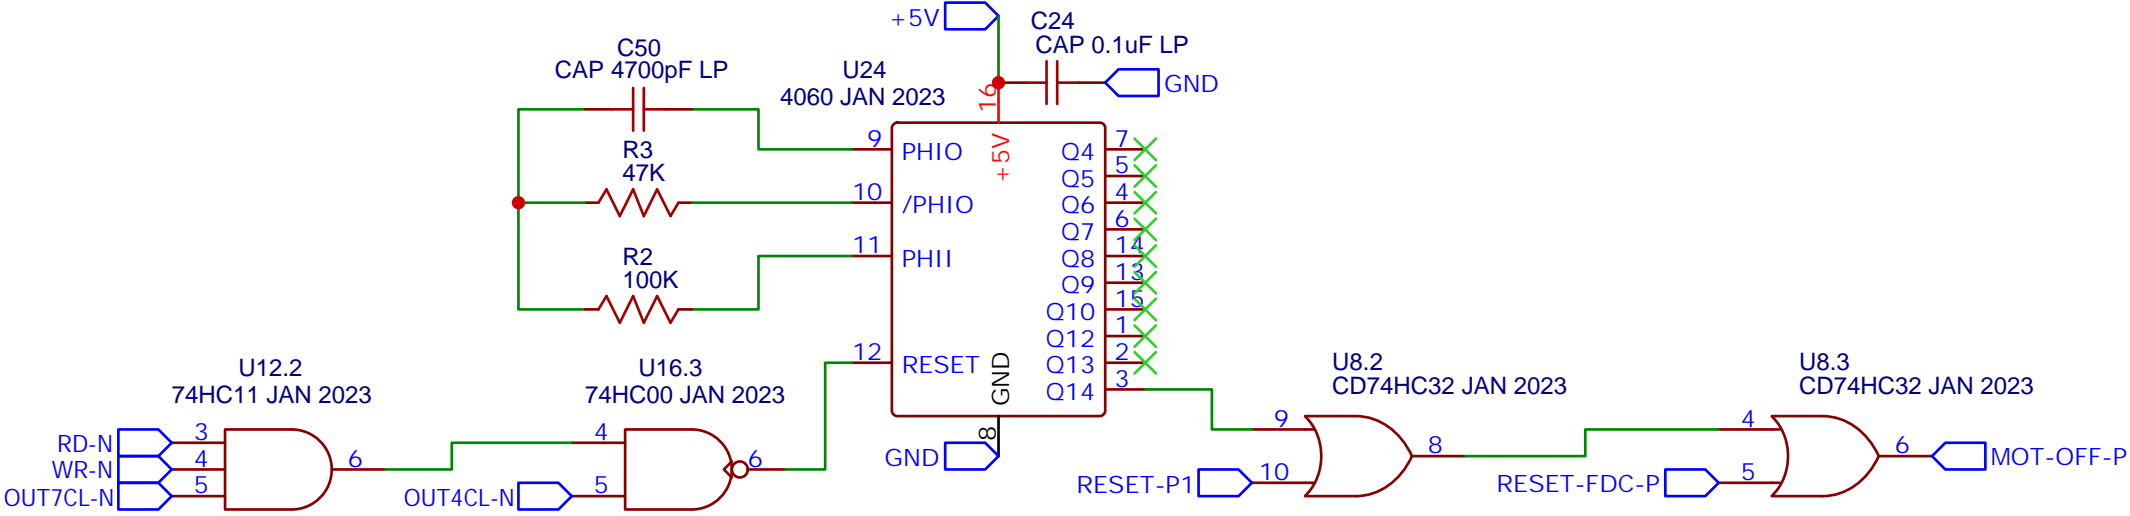 +5V
C24
CAP 0.1uF LP
GND
C50
CAP 4700pF LP
U24
4060 JAN 2023
16
+5V
R3
47K
R2
100K
9
10
11
12
PHIO
/PHIO
PHII
RESET
Q4
Q5
Q6
Q7
Q8
Q9
Q10
Q12
Q13
Q14
7
5
4
6
14
13
15
1
2
3
GND
8
GND
U12.2
74HC11 JAN 2023
RD-N
WR-N
OUT7CL-N
3
4
5
6
U16.3
74HC00 JAN 2023
4
OUT4CL-N
5
6
U8.2
CD74HC32 JAN 2023
9
RESET-P1
10
8
U8.3
CD74HC32 JAN 2023
4
RESET-FDC-P
5
6
MOT-OFF-P